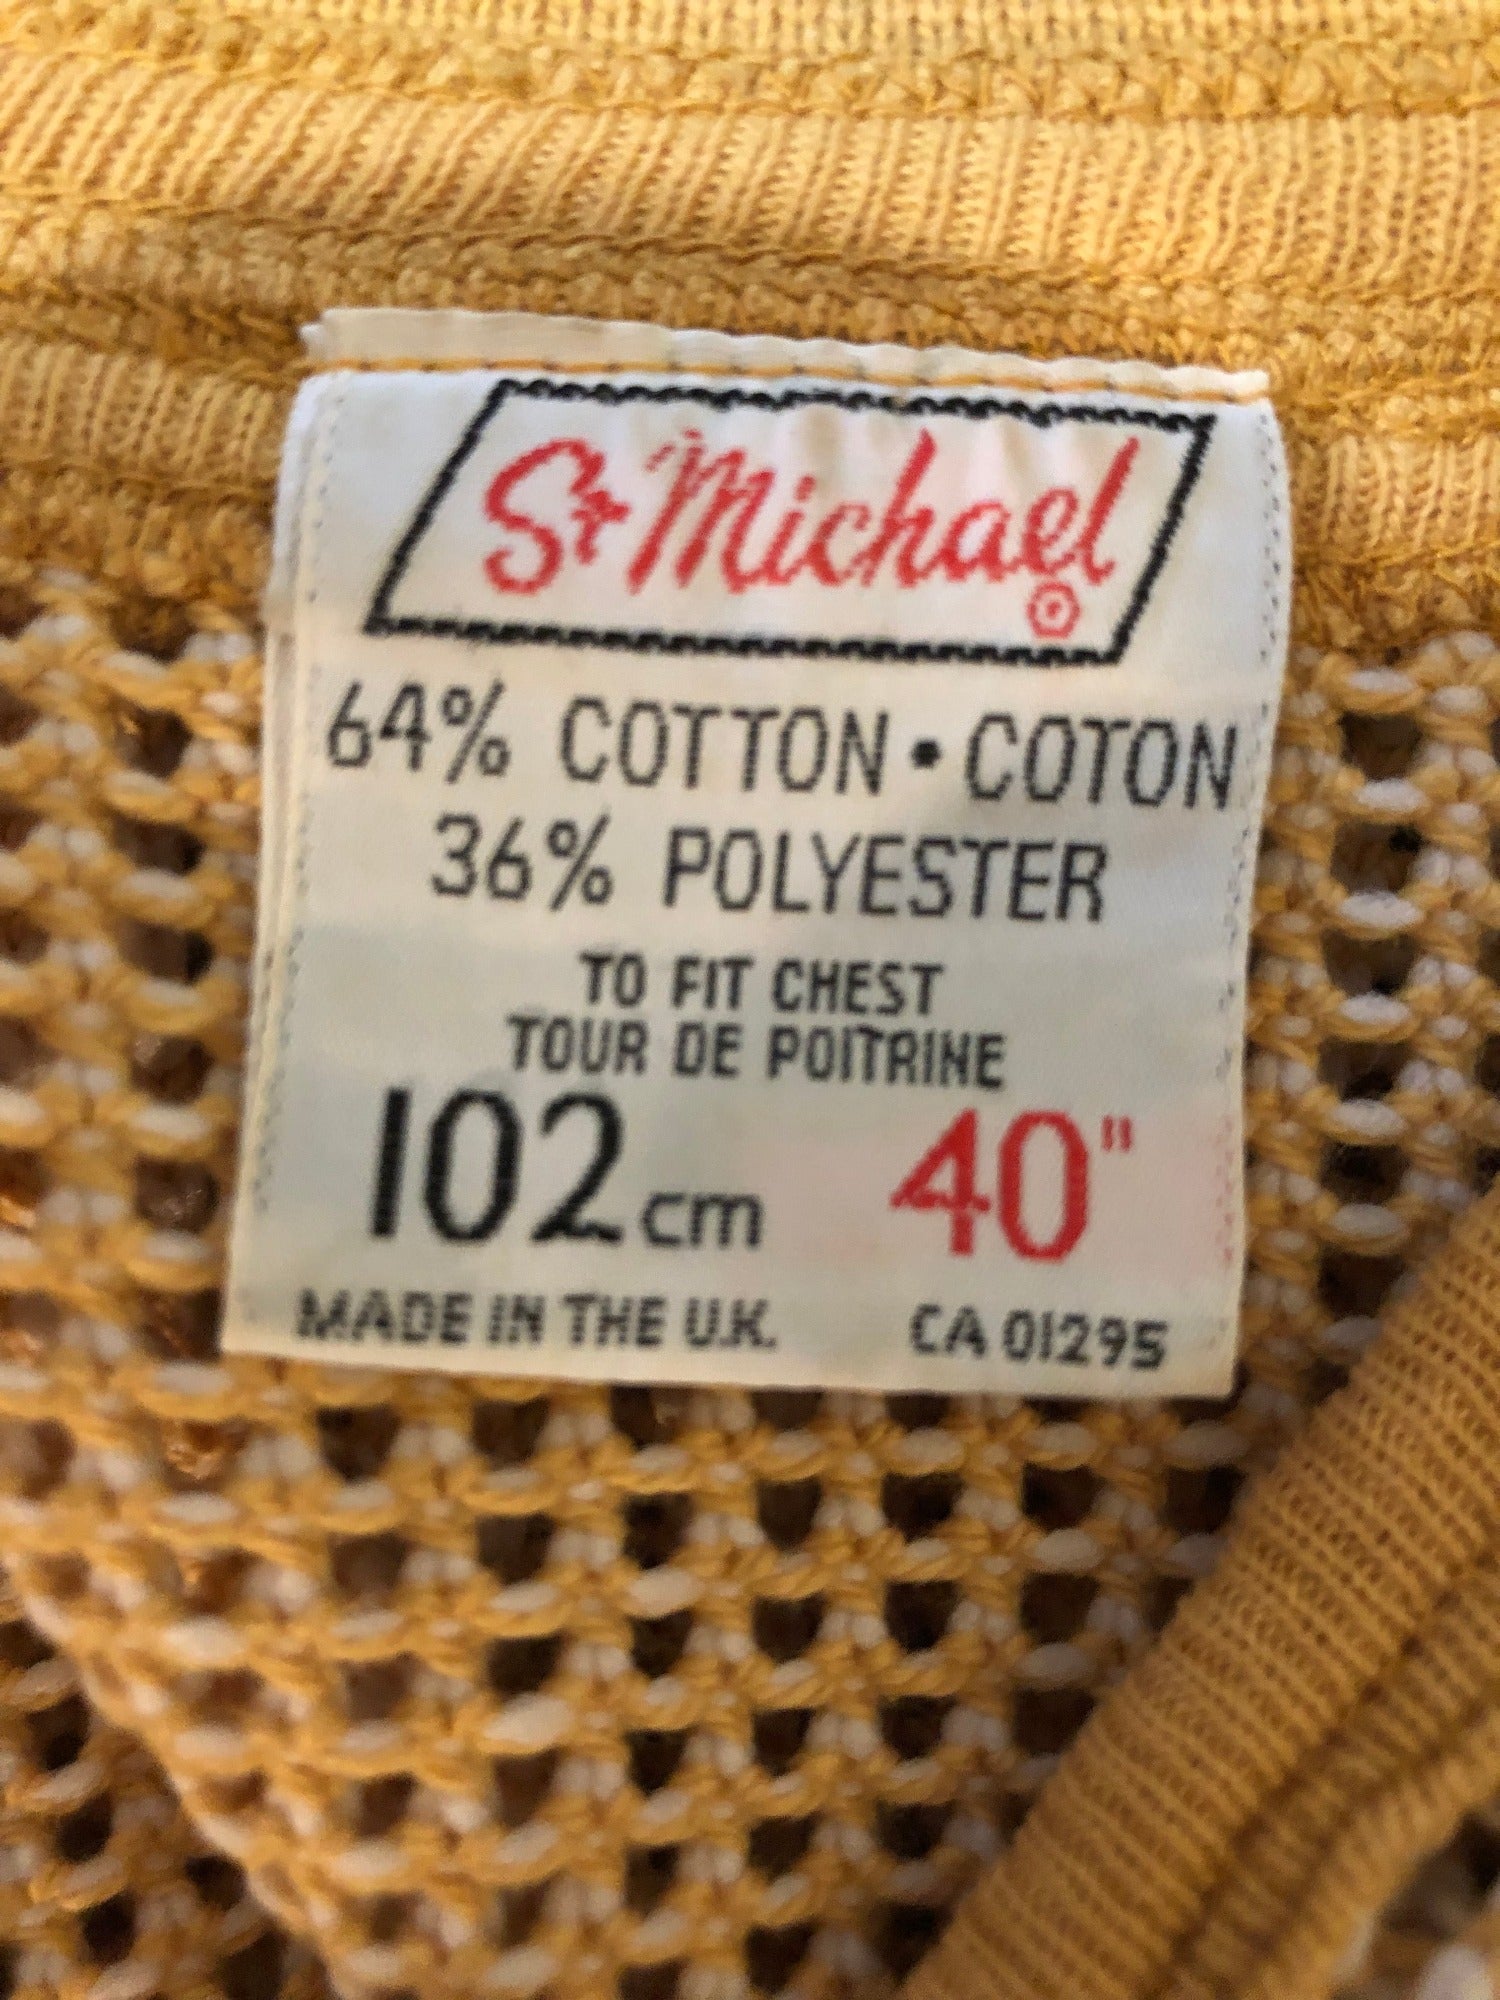 St Michael ®
64% COTTON • COTON
36% POLYESTER
TO FIT CHEST
TOUR DE POITRINE
102cm 40"
MADE IN THE U.K. CA 01295